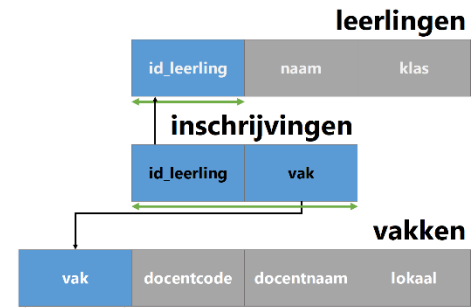 leerlingen
id_leerling naam klas
inschrijvingen
id_leerling vak
vakken
vak docentcode docentnaam lokaal